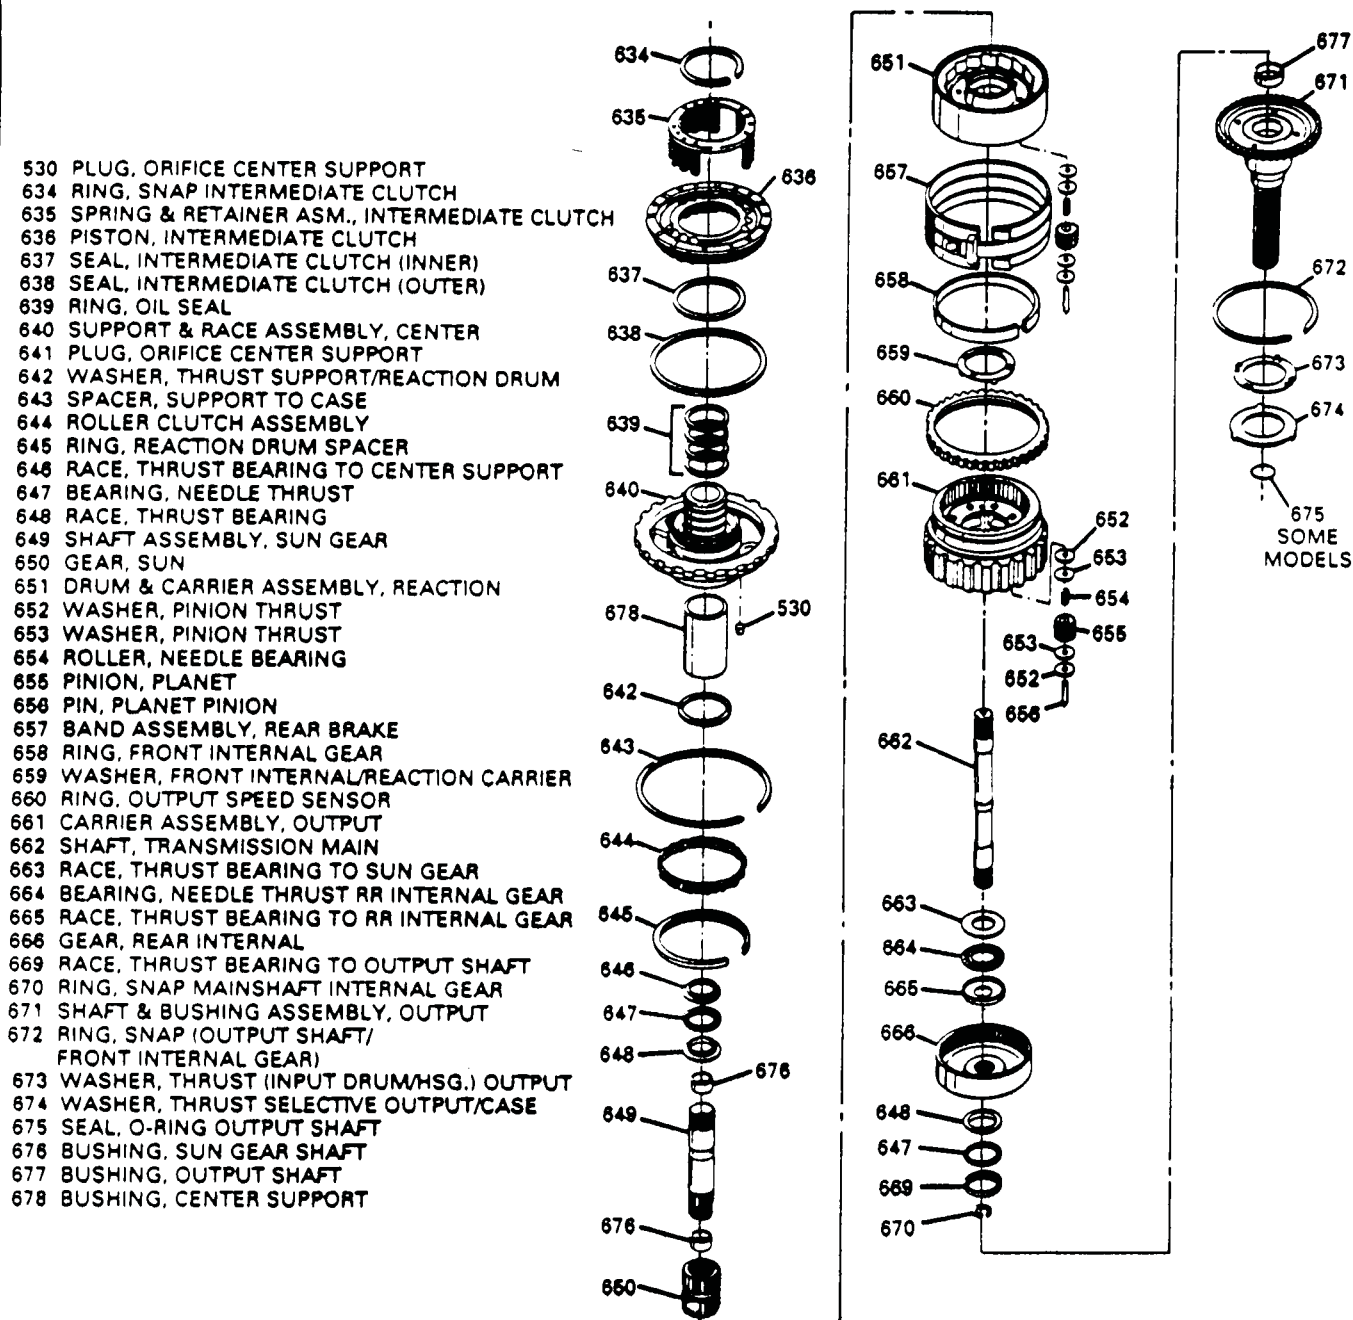 530 PLUG, ORIFICE CENTER SUPPORT
634 RING, SNAP INTERMEDIATE CLUTCH
635 SPRING & RETAINER ASM., INTERMEDIATE CLUTCH
636 PISTON, INTERMEDIATE CLUTCH
637 SEAL, INTERMEDIATE CLUTCH (INNER)
638 SEAL, INTERMEDIATE CLUTCH (OUTER)
639 RING, OIL SEAL
640 SUPPORT & RACE ASSEMBLY, CENTER
641 PLUG, ORIFICE CENTER SUPPORT
642 WASHER, THRUST SUPPORT/REACTION DRUM
643 SPACER, SUPPORT TO CASE
644 ROLLER CLUTCH ASSEMBLY
645 RING, REACTION DRUM SPACER
646 RACE, THRUST BEARING TO CENTER SUPPORT
647 BEARING, NEEDLE THRUST
648 RACE, THRUST BEARING
649 SHAFT ASSEMBLY, SUN GEAR
650 GEAR, SUN
651 DRUM & CARRIER ASSEMBLY, REACTION
652 WASHER, PINION THRUST
653 WASHER, PINION THRUST
654 ROLLER, NEEDLE BEARING
655 PINION, PLANET
656 PIN, PLANET PINION
657 BAND ASSEMBLY, REAR BRAKE
658 RING, FRONT INTERNAL GEAR
659 WASHER, FRONT INTERNAL/REACTION CARRIER
660 RING, OUTPUT SPEED SENSOR
661 CARRIER ASSEMBLY, OUTPUT
662 SHAFT, TRANSMISSION MAIN
663 RACE, THRUST BEARING TO SUN GEAR
664 BEARING, NEEDLE THRUST RR INTERNAL GEAR
665 RACE, THRUST BEARING TO RR INTERNAL GEAR
666 GEAR, REAR INTERNAL
669 RACE, THRUST BEARING TO OUTPUT SHAFT
670 RING, SNAP MAINSHAFT INTERNAL GEAR
671 SHAFT & BUSHING ASSEMBLY, OUTPUT
672 RING, SNAP (OUTPUT SHAFT/
FRONT INTERNAL GEAR)
673 WASHER, THRUST (INPUT DRUM/HSG.) OUTPUT
674 WASHER, THRUST SELECTIVE OUTPUT/CASE
675 SEAL, O-RING OUTPUT SHAFT
676 BUSHING, SUN GEAR SHAFT
677 BUSHING, OUTPUT SHAFT
678 BUSHING, CENTER SUPPORT
634
635
636
637
638
639
640
678
530
642
643
644
645
646
647
648
676
649
676
650
651
657
658
659
660
661
652
653
654
655
653
652
656
662
663
664
665
666
648
647
669
670
677
671
672
673
674
675
SOME
MODELS